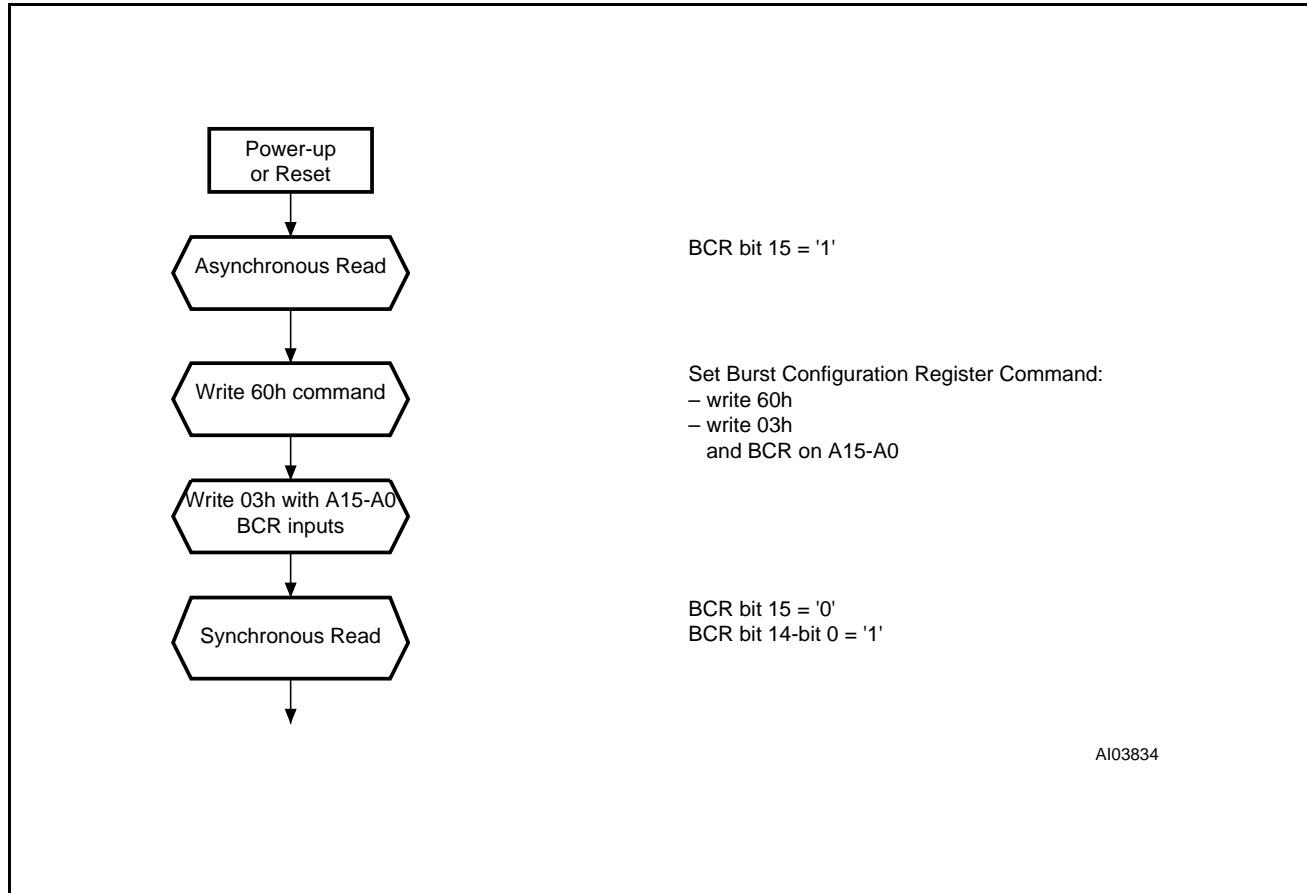 Power-up
or Reset
Asynchronous Read
BCR bit 15 = '1'
Write 60h command
Set Burst Configuration Register Command:
– write 60h
– write 03h
and BCR on A15-A0
Write 03h with A15-A0
BCR inputs
Synchronous Read
BCR bit 15 = '0'
BCR bit 14-bit 0 = '1'
AI03834